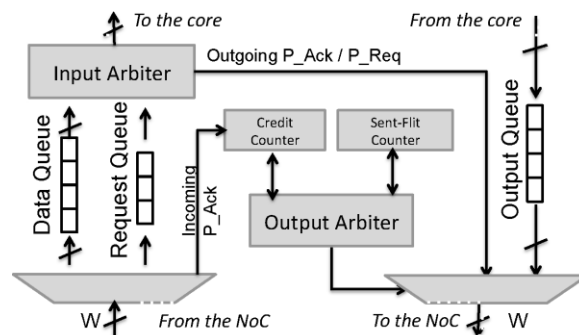 To the core
From the core
Input Arbiter
Outgoing P_Ack / P_Req
Data Queue
Request Queue
Incoming
P_Ack
Credit
Counter
Sent-Flit
Counter
Output Queue
Output Arbiter
W
From the NoC
To the NoC
W